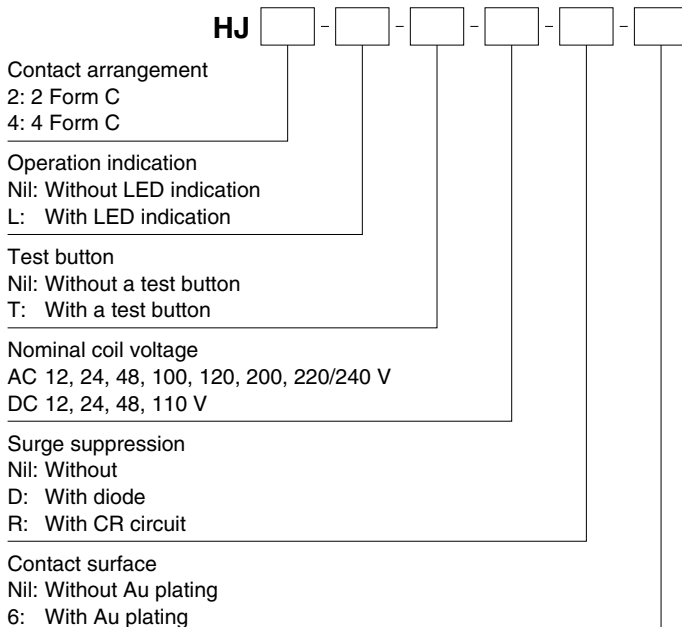 HJ - - - - -
Contact arrangement
2: 2 Form C
4: 4 Form C
Operation indication
Nil: Without LED indication
L: With LED indication
Test button
Nil: Without a test button
T: With a test button
Nominal coil voltage
AC 12, 24, 48, 100, 120, 200, 220/240 V
DC 12, 24, 48, 110 V
Surge suppression
Nil: Without
D: With diode
R: With CR circuit
Contact surface
Nil: Without Au plating
6: With Au plating